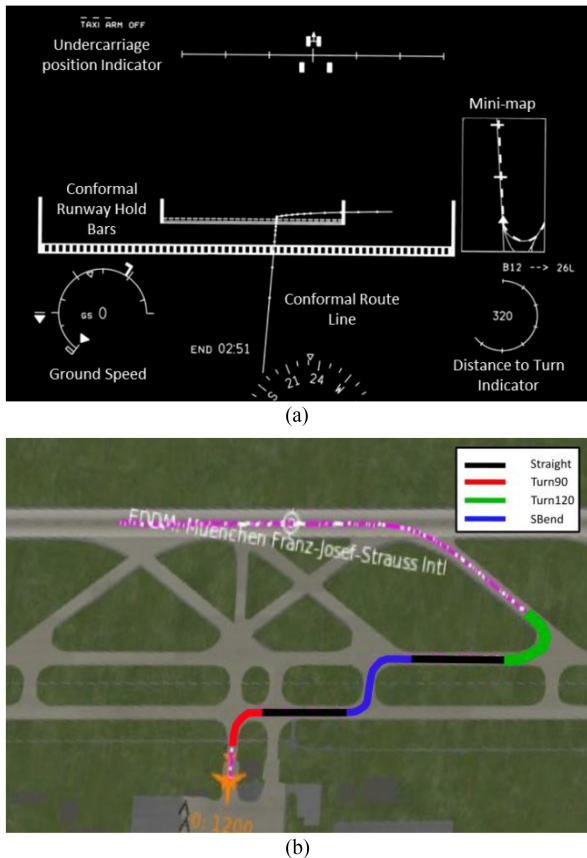 TAXI ARM OFF
Undercarriage
position Indicator
Mini-map
Conformal
Runway Hold
Bars
B12 --> 26L
GS 0
Conformal Route
Line
320
END 02:51
Ground Speed
S 21 24 W
Distance to Turn
Indicator
(a)
Straight
Turn90
Turn120
SBend
EDDM, Muenchen Franz-Josef-Strauss Intl
0: 1200
(b)